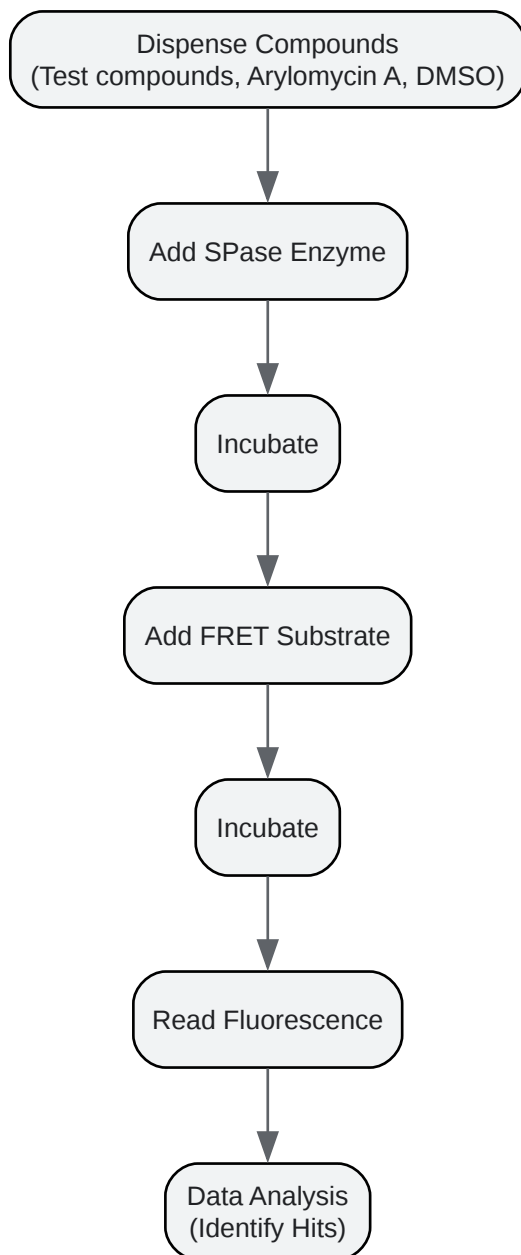 Dispense Compounds
(Test compounds, Arylomycin A, DMSO)
Add SPase Enzyme
Incubate
Add FRET Substrate
Incubate
Read Fluorescence
Data Analysis
(Identify Hits)